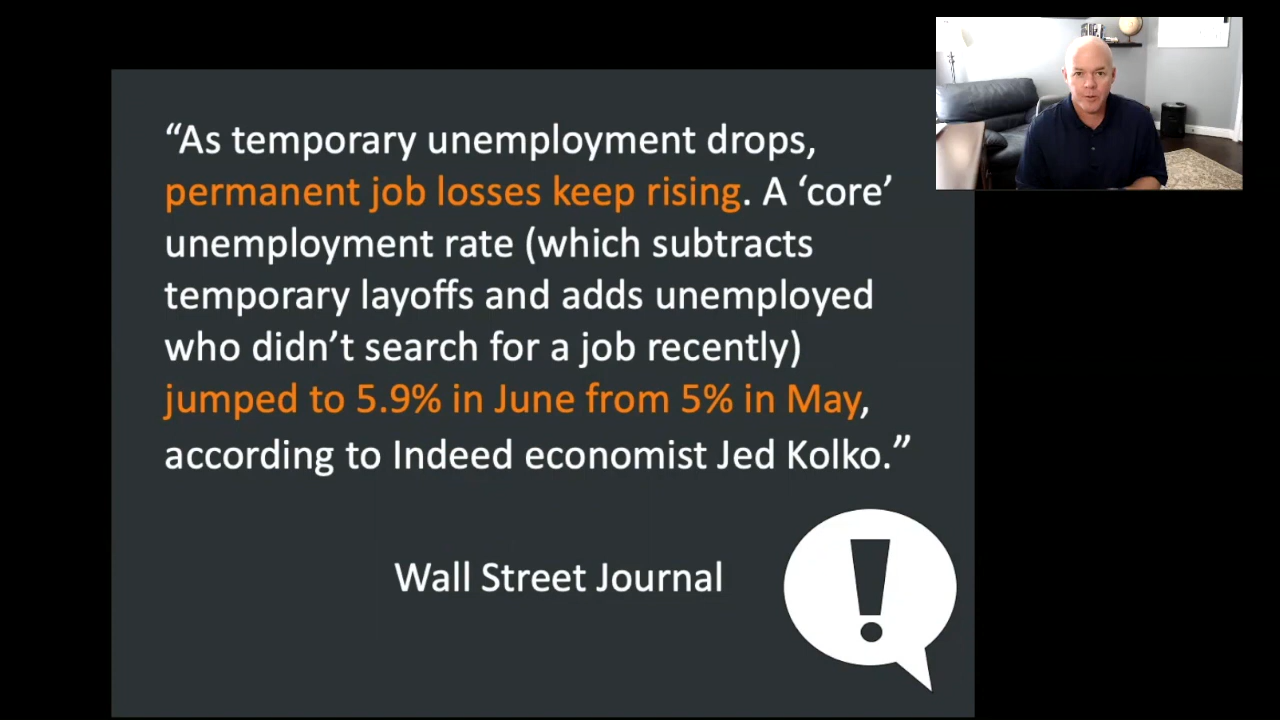 “As temporary unemployment drops,
permanent job losses keep rising. A ‘core’
unemployment rate (which subtracts
temporary layoffs and adds unemployed
who didn’t search for a job recently)
jumped to 5.9% in June from 5% in May,
according to Indeed economist Jed Kolko.”
Wall Street Journal
!